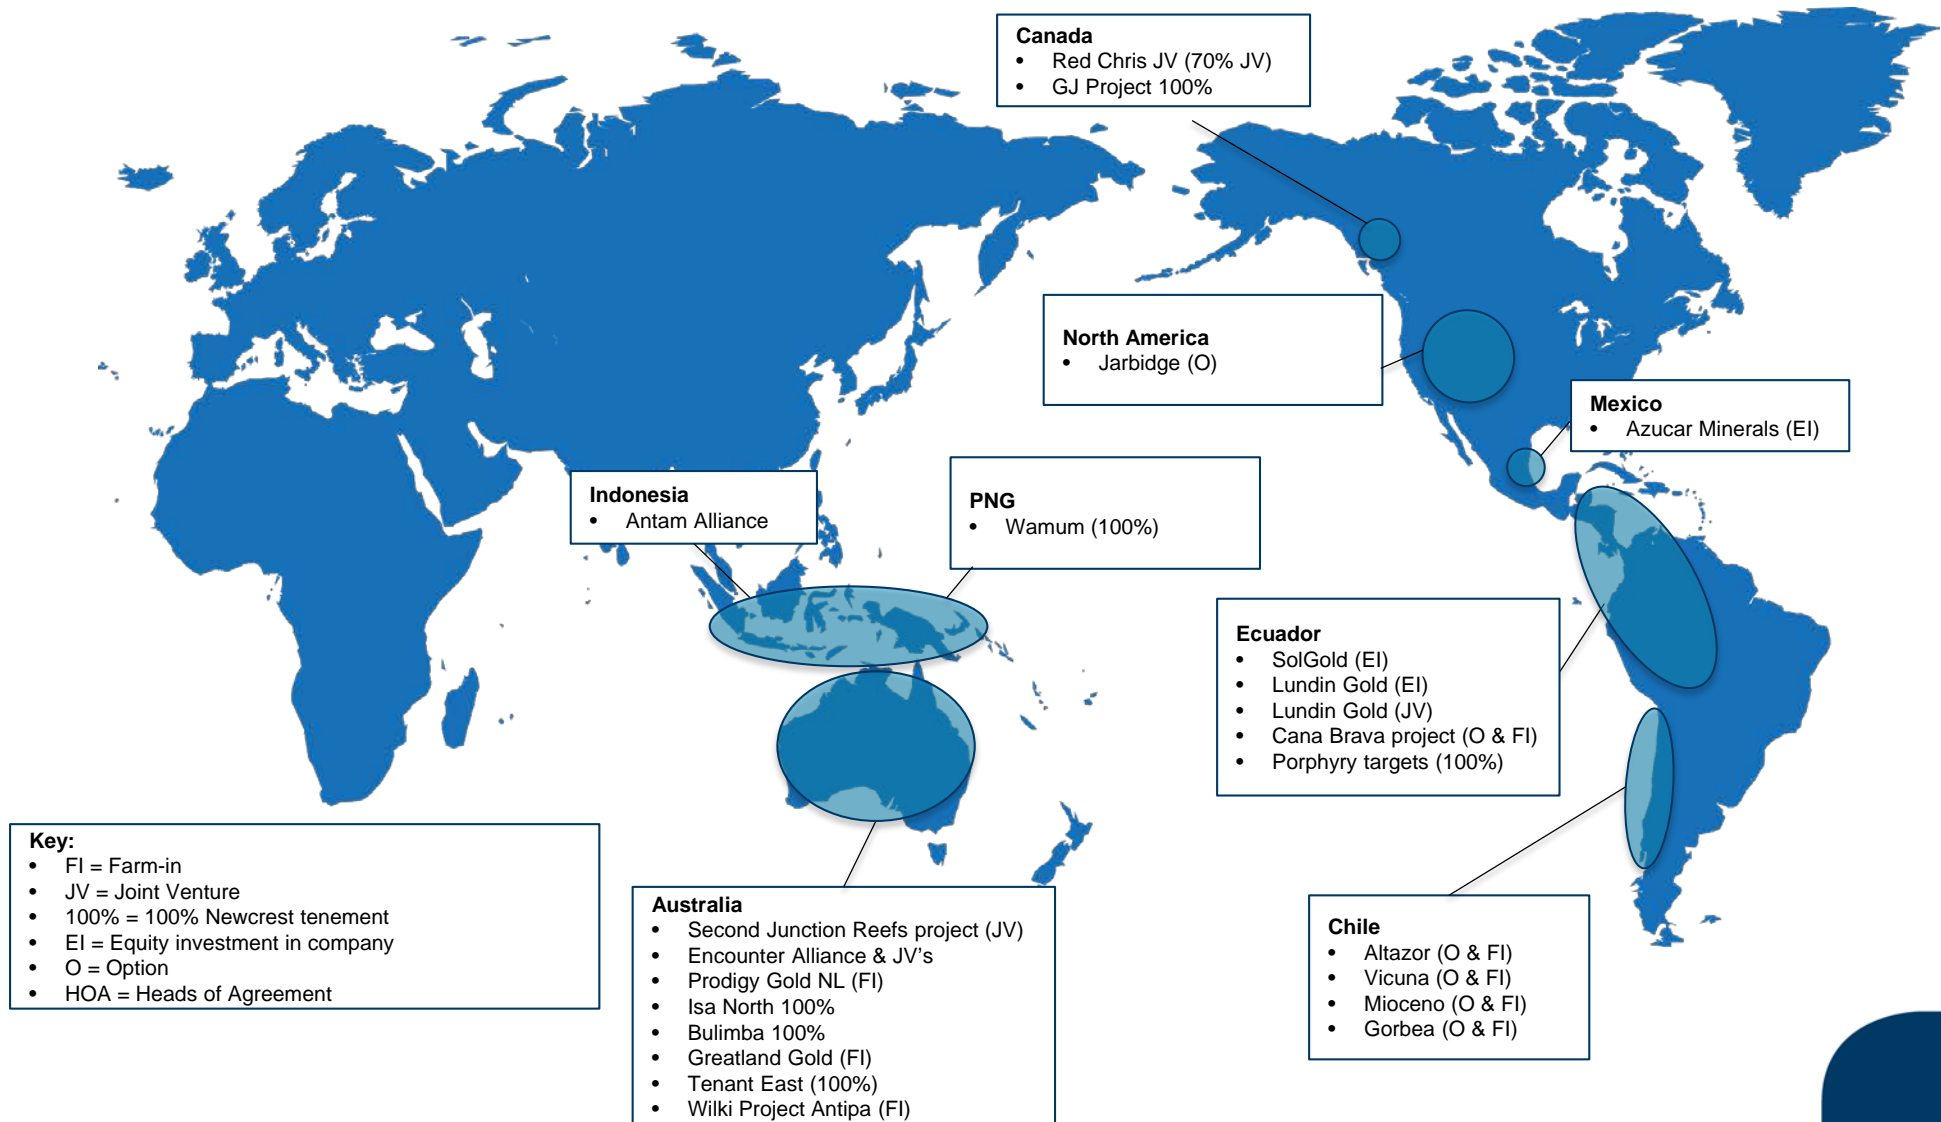 Canada
• Red Chris JV (70% JV)
• GJ Project 100%
North America
• Jarbidge (O)
Mexico
• Azucar Minerals (EI)
Indonesia
• Antam Alliance
PNG
• Wamum (100%)
Ecuador
• SolGold (EI)
• Lundin Gold (EI)
• Lundin Gold (JV)
• Cana Brava project (O & FI)
• Porphyry targets (100%)
Key:
• FI = Farm-in
• JV = Joint Venture
• 100% = 100% Newcrest tenement
• EI = Equity investment in company
• O = Option
• HOA = Heads of Agreement
Australia
• Second Junction Reefs project (JV)
• Encounter Alliance & JV's
• Prodigy Gold NL (FI)
• Isa North 100%
• Bulimba 100%
• Greatland Gold (FI)
• Tenant East (100%)
• Wilki Project Antipa (FI)
Chile
• Altazor (O & FI)
• Vicuna (O & FI)
• Mioceno (O & FI)
• Gorbea (O & FI)